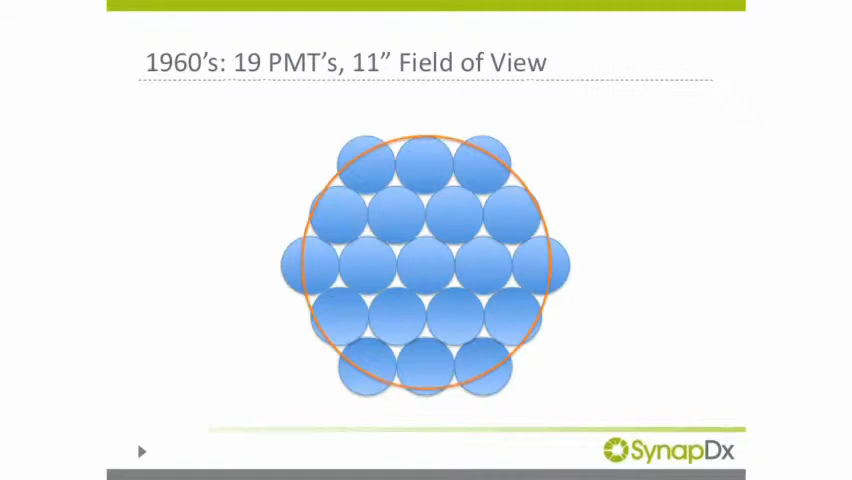 1960’s: 19 PMT’s, 11” Field of View
SynapDx